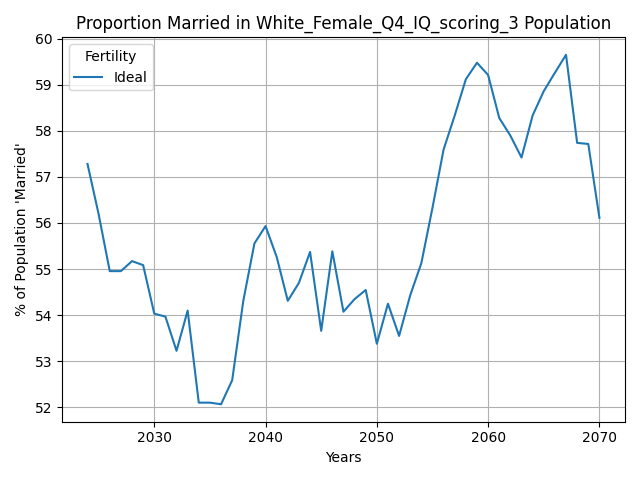 Proportion Married in White_Female_Q4_IQ_scoring_3 Population
Fertility
Ideal
% of Population 'Married'
60
59
58
57
56
55
54
53
52
2030
2040
2050
2060
2070
Years